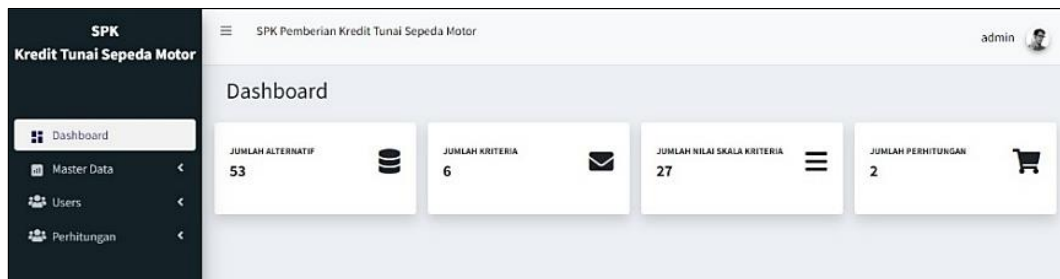 SPK
Kredit Tunai Sepeda Motor
SPK Pemberian Kredit Tunai Sepeda Motor
admin
Dashboard
Dashboard
Master Data
Users
Perhitungan
JUMLAH ALTERNATIF
53
JUMLAH KRITERIA
6
JUMLAH NILAI SKALA KRITERIA
27
JUMLAH PERHITUNGAN
2